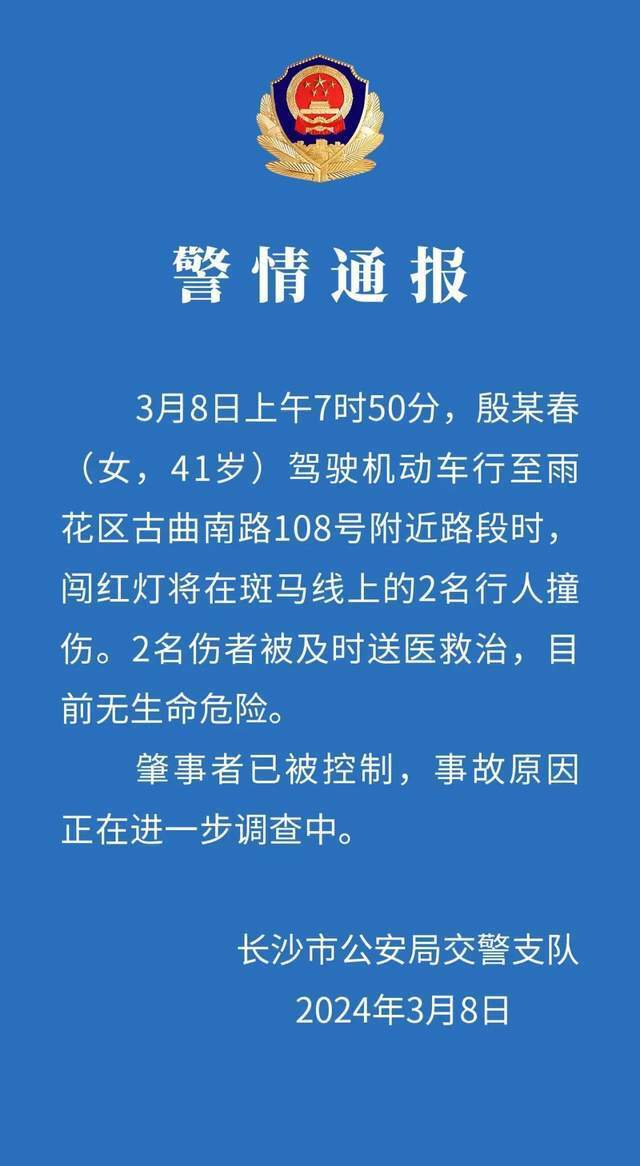 警情通报
3月8日上午7时50分，殷某春
（女，41岁）驾驶机动车行至雨
花区古曲南路108号附近路段时，
闯红灯将在斑马线上的2名行人撞
伤。2名伤者被及时送医救治，目
前无生命危险。
肇事者已被控制，事故原因
正在进一步调查中。
长沙市公安局交警支队
2024年3月8日